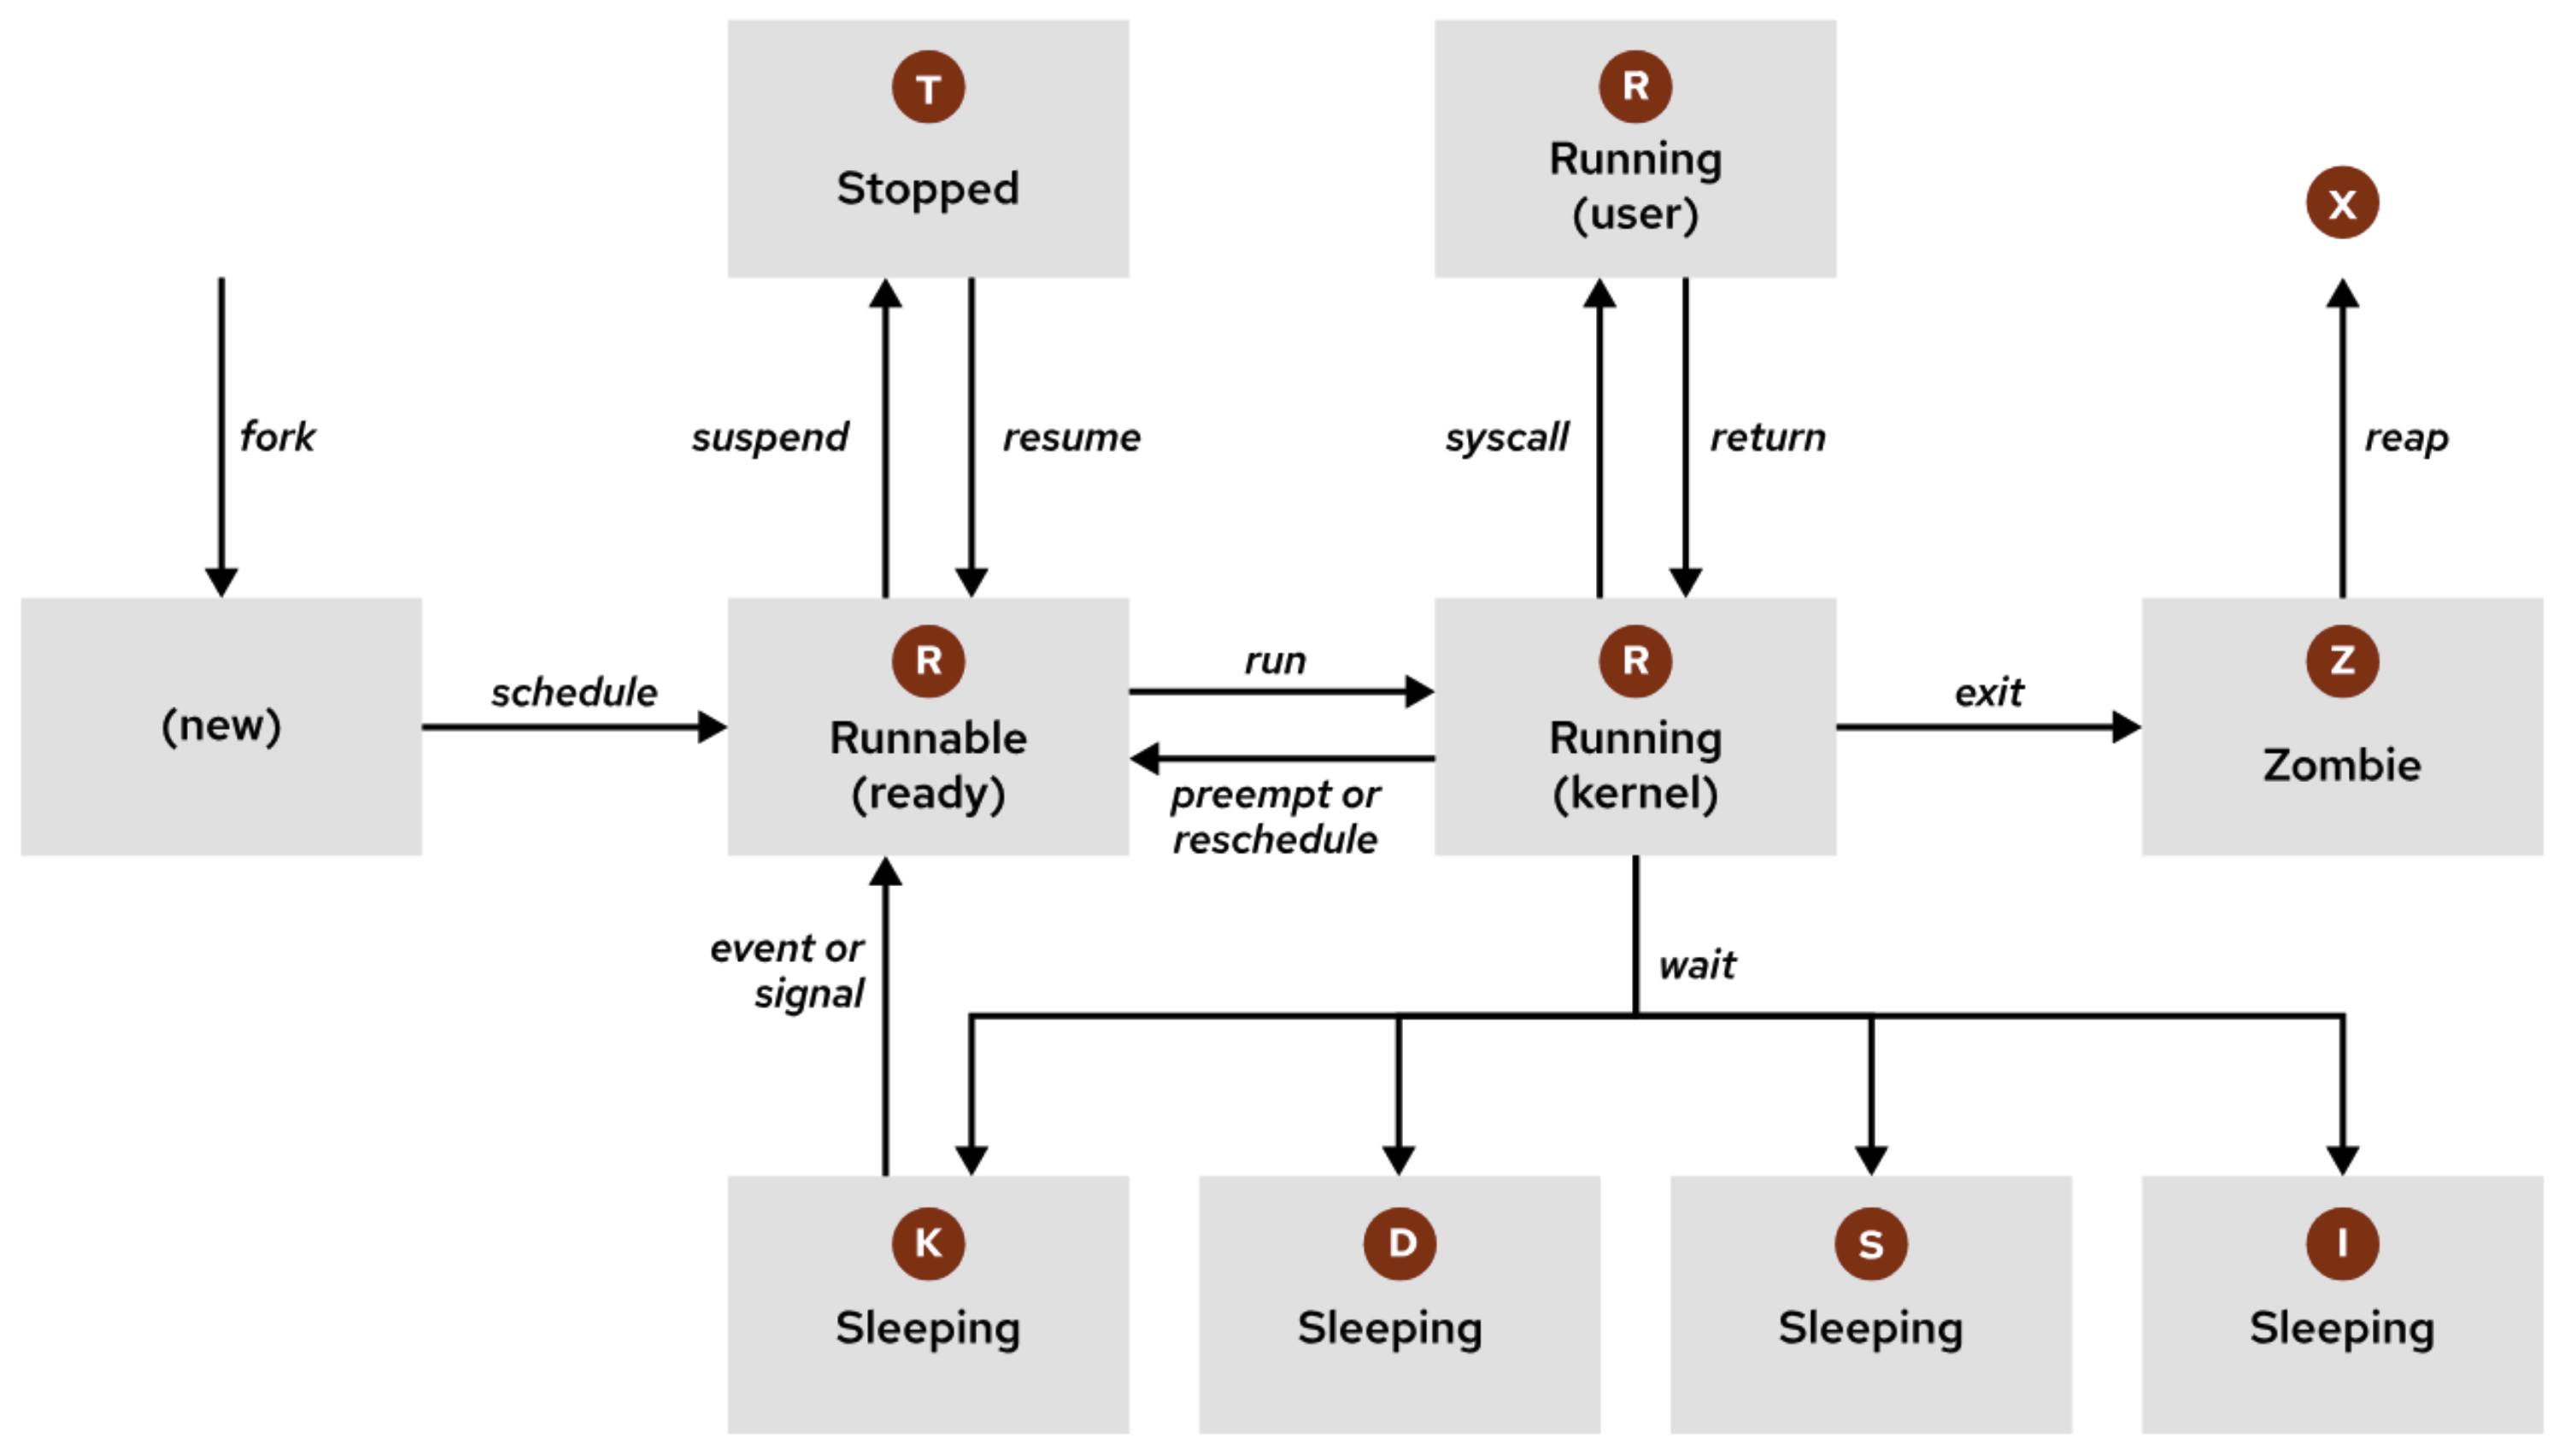 T
Stopped
R
Running
(user)
X
fork
suspend
resume
syscall
return
reap
(new)
schedule
R
Runnable
(ready)
run
preempt or
reschedule
R
Running
(kernel)
exit
Z
Zombie
event or
signal
wait
K
Sleeping
D
Sleeping
S
Sleeping
I
Sleeping